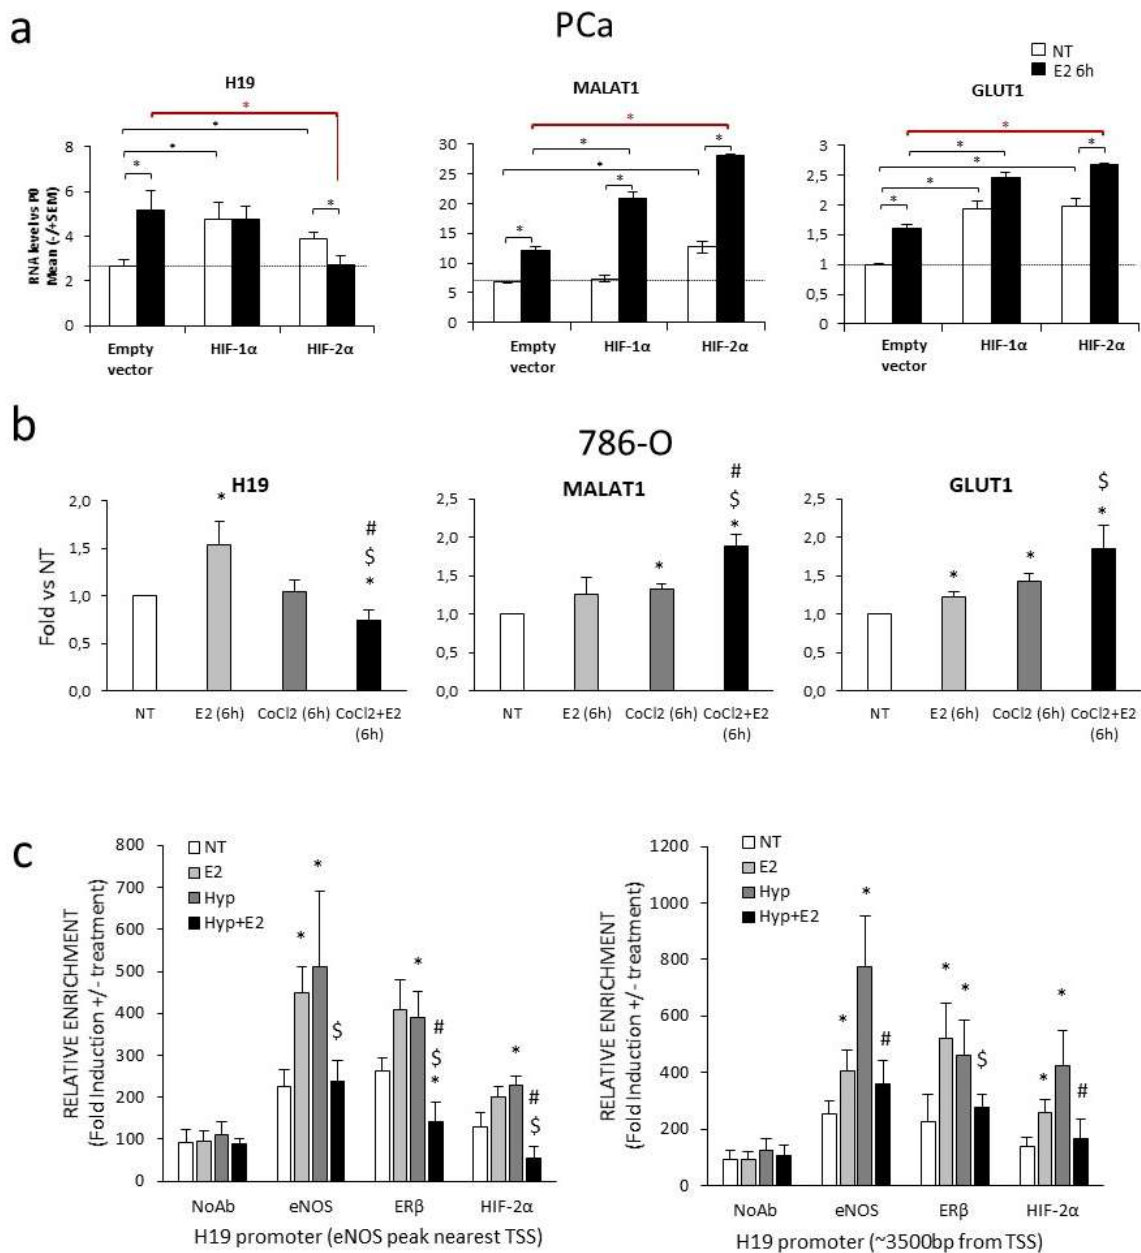 a
PCa
NT
E2 6h
H19
*
*
*
*
*
RNA level vs P0
Mean (-/+SEM)
8
6
4
2
0
Empty vector
HIF-1α
HIF-2α
MALAT1
*
*
*
*
*
*
30
25
20
15
10
5
0
Empty vector
HIF-1α
HIF-2α
GLUT1
*
*
*
*
*
*
3
2,5
2
1,5
1
0,5
0
Empty vector
HIF-1α
HIF-2α
b
786-O
H19
Fold vs NT
2,0
1,5
1,0
0,5
0,0
*
#
$
*
NT
E2 (6h)
CoCl2 (6h)
CoCl2+E2
(6h)
MALAT1
2,5
2,0
1,5
1,0
0,5
0,0
*
#
$
*
NT
E2 (6h)
CoCl2 (6h)
CoCl2+E2
(6h)
GLUT1
2,5
2,0
1,5
1,0
0,5
0,0
*
*
$
*
NT
E2 (6h)
CoCl2 (6h)
CoCl2+E2
(6h)
c
RELATIVE ENRICHMENT
(Fold Induction +/- treatment)
800
700
600
500
400
300
200
100
0
NT
E2
Hyp
Hyp+E2
*
*
$
*
#
$
*
*
#
$
NoAb
eNOS
ERβ
HIF-2α
H19 promoter (eNOS peak nearest TSS)
RELATIVE ENRICHMENT
(Fold Induction +/- treatment)
1200
1000
800
600
400
200
0
NT
E2
Hyp
Hyp+E2
*
*
#
*
*
$
*
*
#
NoAb
eNOS
ERβ
HIF-2α
H19 promoter (~3500bp from TSS)